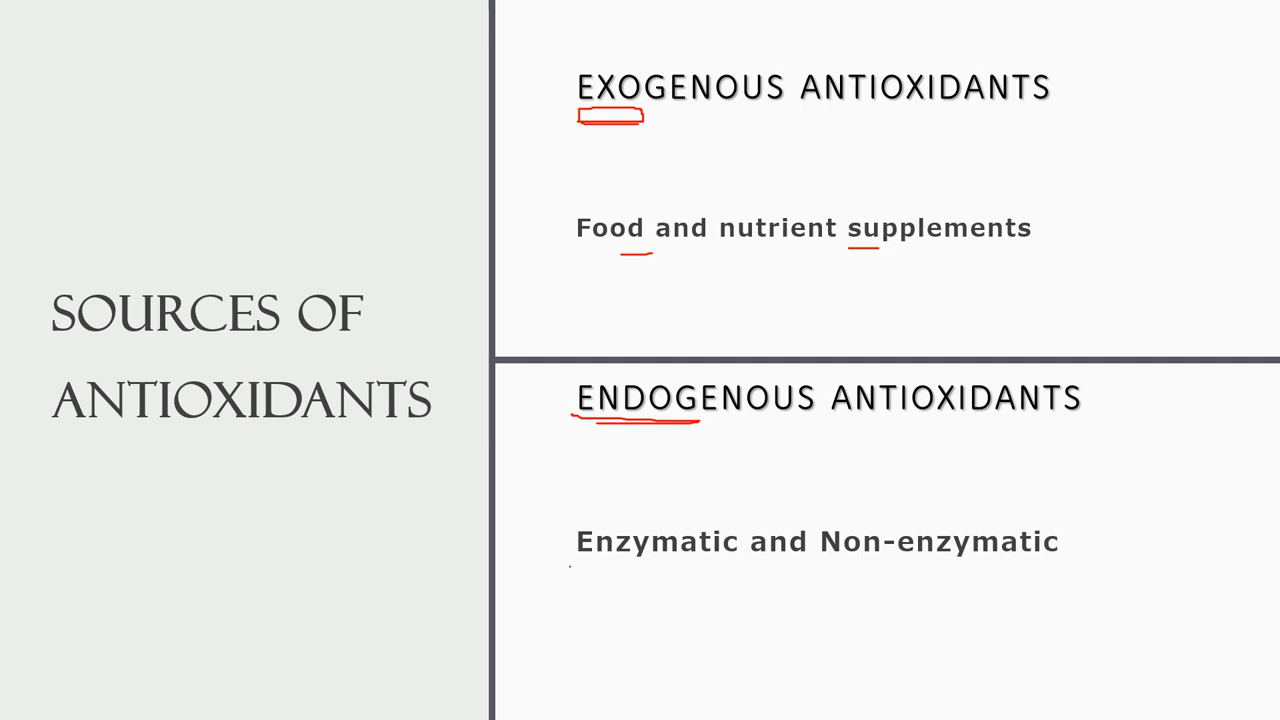 SOURCES OF
ANTIOXIDANTS
EXOGENOUS ANTIOXIDANTS
Food and nutrient supplements
ENDOGENOUS ANTIOXIDANTS
Enzymatic and Non-enzymatic